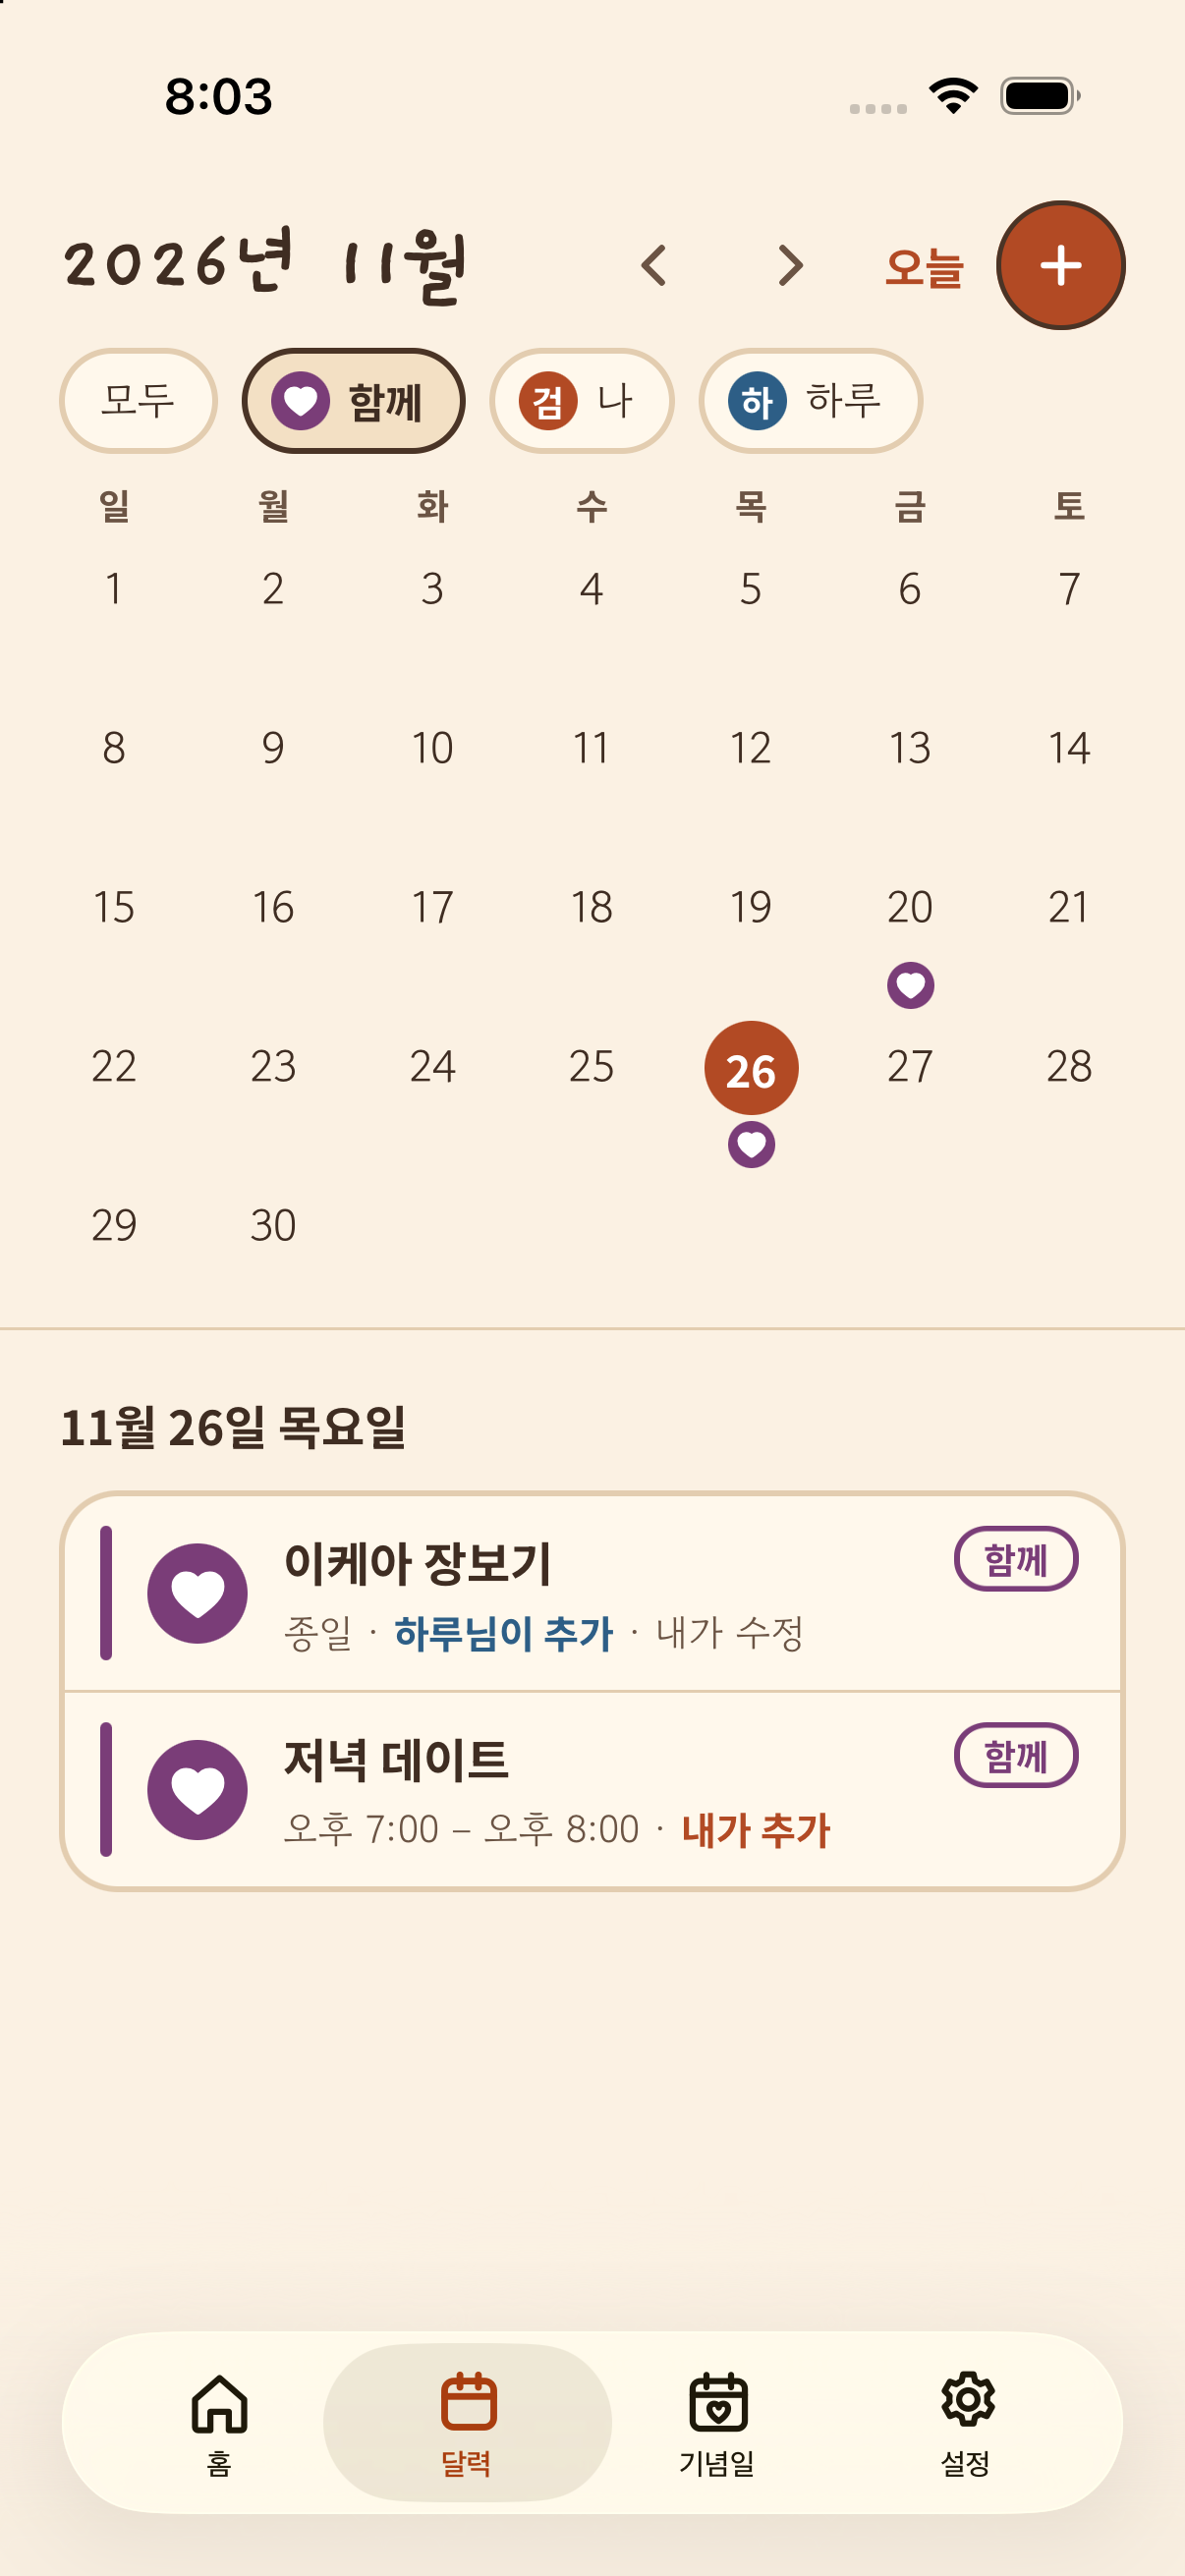 8:03
2026년 11월
오늘
모두 함께 검 나 하 하루
일 월 화 수 목 금 토
1 2 3 4 5 6 7
8 9 10 11 12 13 14
15 16 17 18 19 20 21
22 23 24 25 26 27 28
29 30
11월 26일 목요일
이케아 장보기 함께
종일 · 하루님이 추가 · 내가 수정
저녁 데이트 함께
오후 7:00 – 오후 8:00 · 내가 추가
홈 달력 기념일 설정